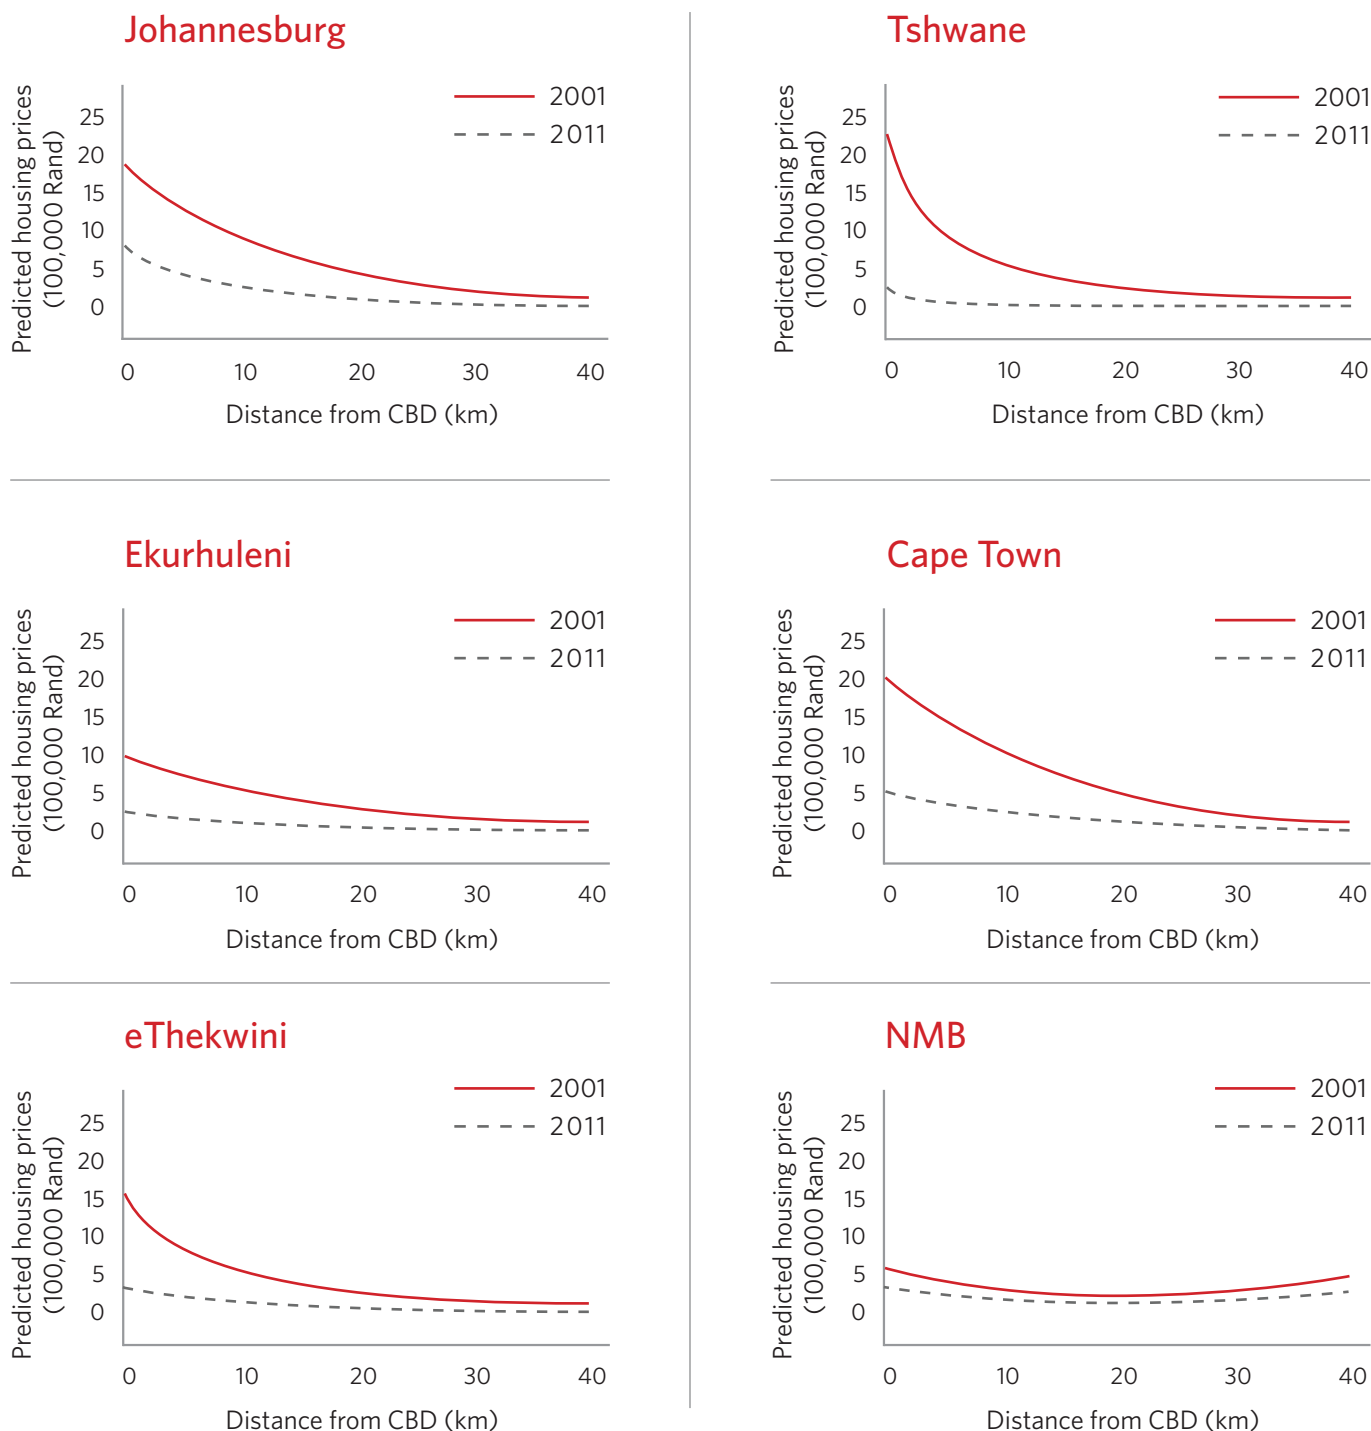 Johannesburg
Predicted housing prices
(100,000 Rand)
25
20
15
10
5
0
2001
2011
0 10 20 30 40
Distance from CBD (km)
Tshwane
Predicted housing prices
(100,000 Rand)
25
20
15
10
5
0
2001
2011
0 10 20 30 40
Distance from CBD (km)
Ekurhuleni
Predicted housing prices
(100,000 Rand)
25
20
15
10
5
0
2001
2011
0 10 20 30 40
Distance from CBD (km)
Cape Town
Predicted housing prices
(100,000 Rand)
25
20
15
10
5
0
2001
2011
0 10 20 30 40
Distance from CBD (km)
eThekwini
Predicted housing prices
(100,000 Rand)
25
20
15
10
5
0
2001
2011
0 10 20 30 40
Distance from CBD (km)
NMB
Predicted housing prices
(100,000 Rand)
25
20
15
10
5
0
2001
2011
0 10 20 30 40
Distance from CBD (km)